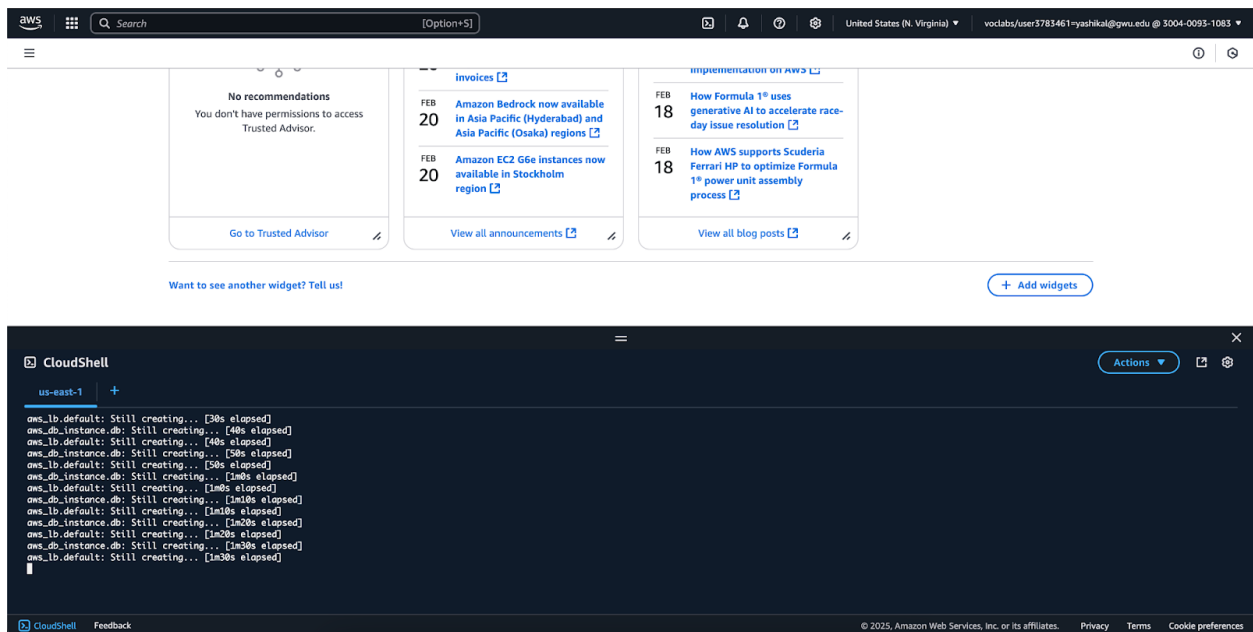 aws
Search
[Option+S]
United States (N. Virginia) ▼
voclabs/user3783461=yashikal@gwu.edu @ 3004-0093-1083 ▼
No recommendations
You don't have permissions to access
Trusted Advisor.
Go to Trusted Advisor
invoices
FEB
20
Amazon Bedrock now available
in Asia Pacific (Hyderabad) and
Asia Pacific (Osaka) regions
FEB
20
Amazon EC2 G6e instances now
available in Stockholm
region
View all announcements
implementation on AWS
FEB
18
How Formula 1® uses
generative AI to accelerate race-
day issue resolution
FEB
18
How AWS supports Scuderia
Ferrari HP to optimize Formula
1® power unit assembly
process
View all blog posts
Want to see another widget? Tell us!
+ Add widgets
CloudShell
Actions ▼
us-east-1
+
aws_lb.default: Still creating... [30s elapsed]
aws_db_instance.db: Still creating... [40s elapsed]
aws_lb.default: Still creating... [40s elapsed]
aws_db_instance.db: Still creating... [50s elapsed]
aws_lb.default: Still creating... [50s elapsed]
aws_db_instance.db: Still creating... [1m0s elapsed]
aws_lb.default: Still creating... [1m0s elapsed]
aws_db_instance.db: Still creating... [1m10s elapsed]
aws_lb.default: Still creating... [1m10s elapsed]
aws_db_instance.db: Still creating... [1m20s elapsed]
aws_lb.default: Still creating... [1m20s elapsed]
aws_db_instance.db: Still creating... [1m30s elapsed]
aws_lb.default: Still creating... [1m30s elapsed]
CloudShell
Feedback
© 2025, Amazon Web Services, Inc. or its affiliates.
Privacy
Terms
Cookie preferences